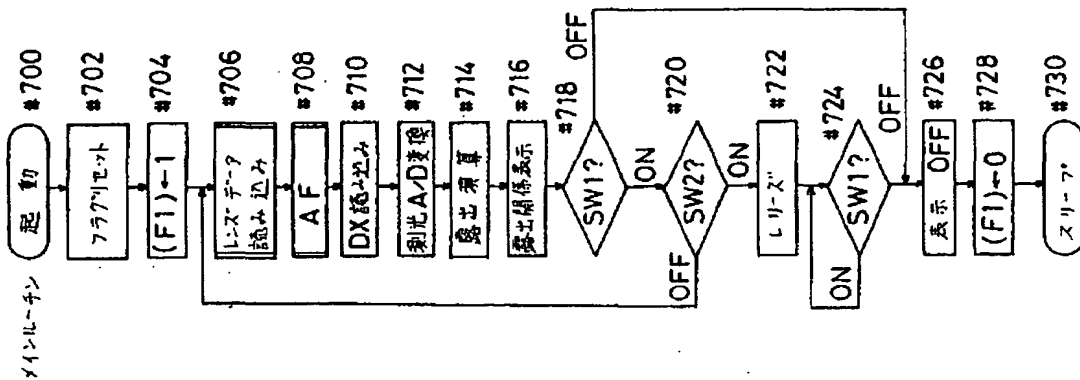 メインルーチン
起動 #700
フラグリセット #702
(F1)←1 #704
レンズデータ
読み込み #706
AF #708
DX読み込み #710
測光A/D変換 #712
露出演算 #714
露出関係表示 #716
SW1? #718
OFF
ON
SW2? #720
OFF
ON
レリーズ #722
SW1? #724
ON
OFF
表示 OFF #726
(F1)←0 #728
スリープ #730